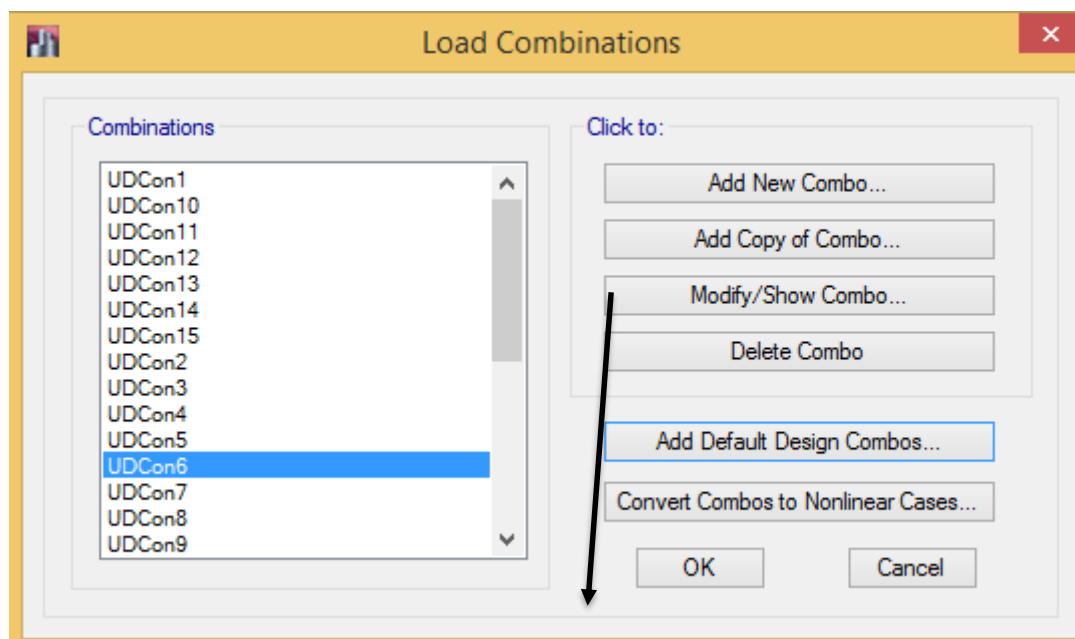 Load Combinations
Combinations
UDCon1
UDCon10
UDCon11
UDCon12
UDCon13
UDCon14
UDCon15
UDCon2
UDCon3
UDCon4
UDCon5
UDCon6
UDCon7
UDCon8
UDCon9
Click to:
Add New Combo...
Add Copy of Combo...
Modify/Show Combo...
Delete Combo
Add Default Design Combos...
Convert Combos to Nonlinear Cases...
OK
Cancel